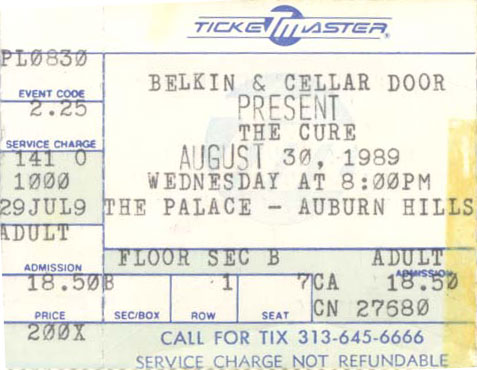 TICKETMASTER®
PL0830
BELKIN & CELLAR DOOR
EVENT CODE
PRESENT
2.25
THE CURE
SERVICE CHARGE
AUGUST 30, 1989
141 0
WEDNESDAY AT 8:00PM
1000
29JUL9
THE PALACE - AUBURN HILLS
ADULT
FLOOR SEC B
ADULT
ADMISSION
ADMISSION
18.50
B
1
7
CA
18.50
PRICE
SEC/BOX
ROW
SEAT
CN 27680
200X
CALL FOR TIX 313-645-6666
SERVICE CHARGE NOT REFUNDABLE